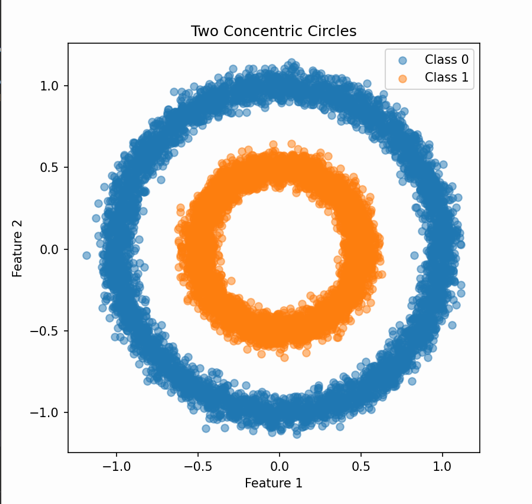 Two Concentric Circles
Class 0
Class 1
1.0
0.5
0.0
−0.5
−1.0
Feature 2
−1.0 −0.5 0.0 0.5 1.0
Feature 1